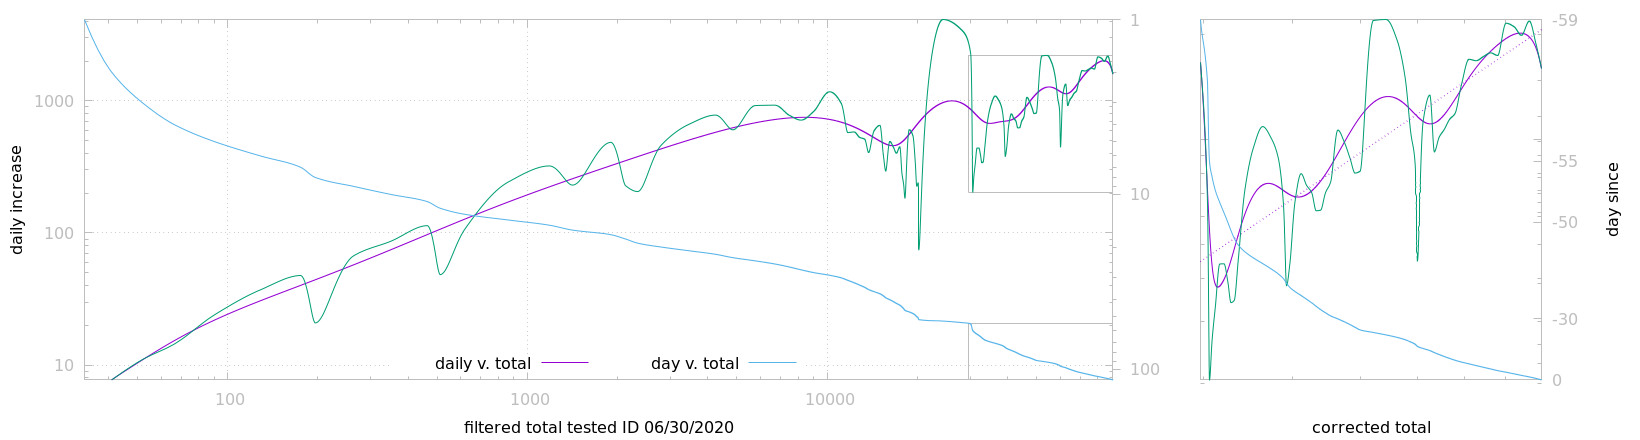 1
-59
1000
10
-55
daily increase
day since
100
-50
-30
10
daily v. total
day v. total
100
0
100
1000
10000
filtered total tested ID 06/30/2020
corrected total